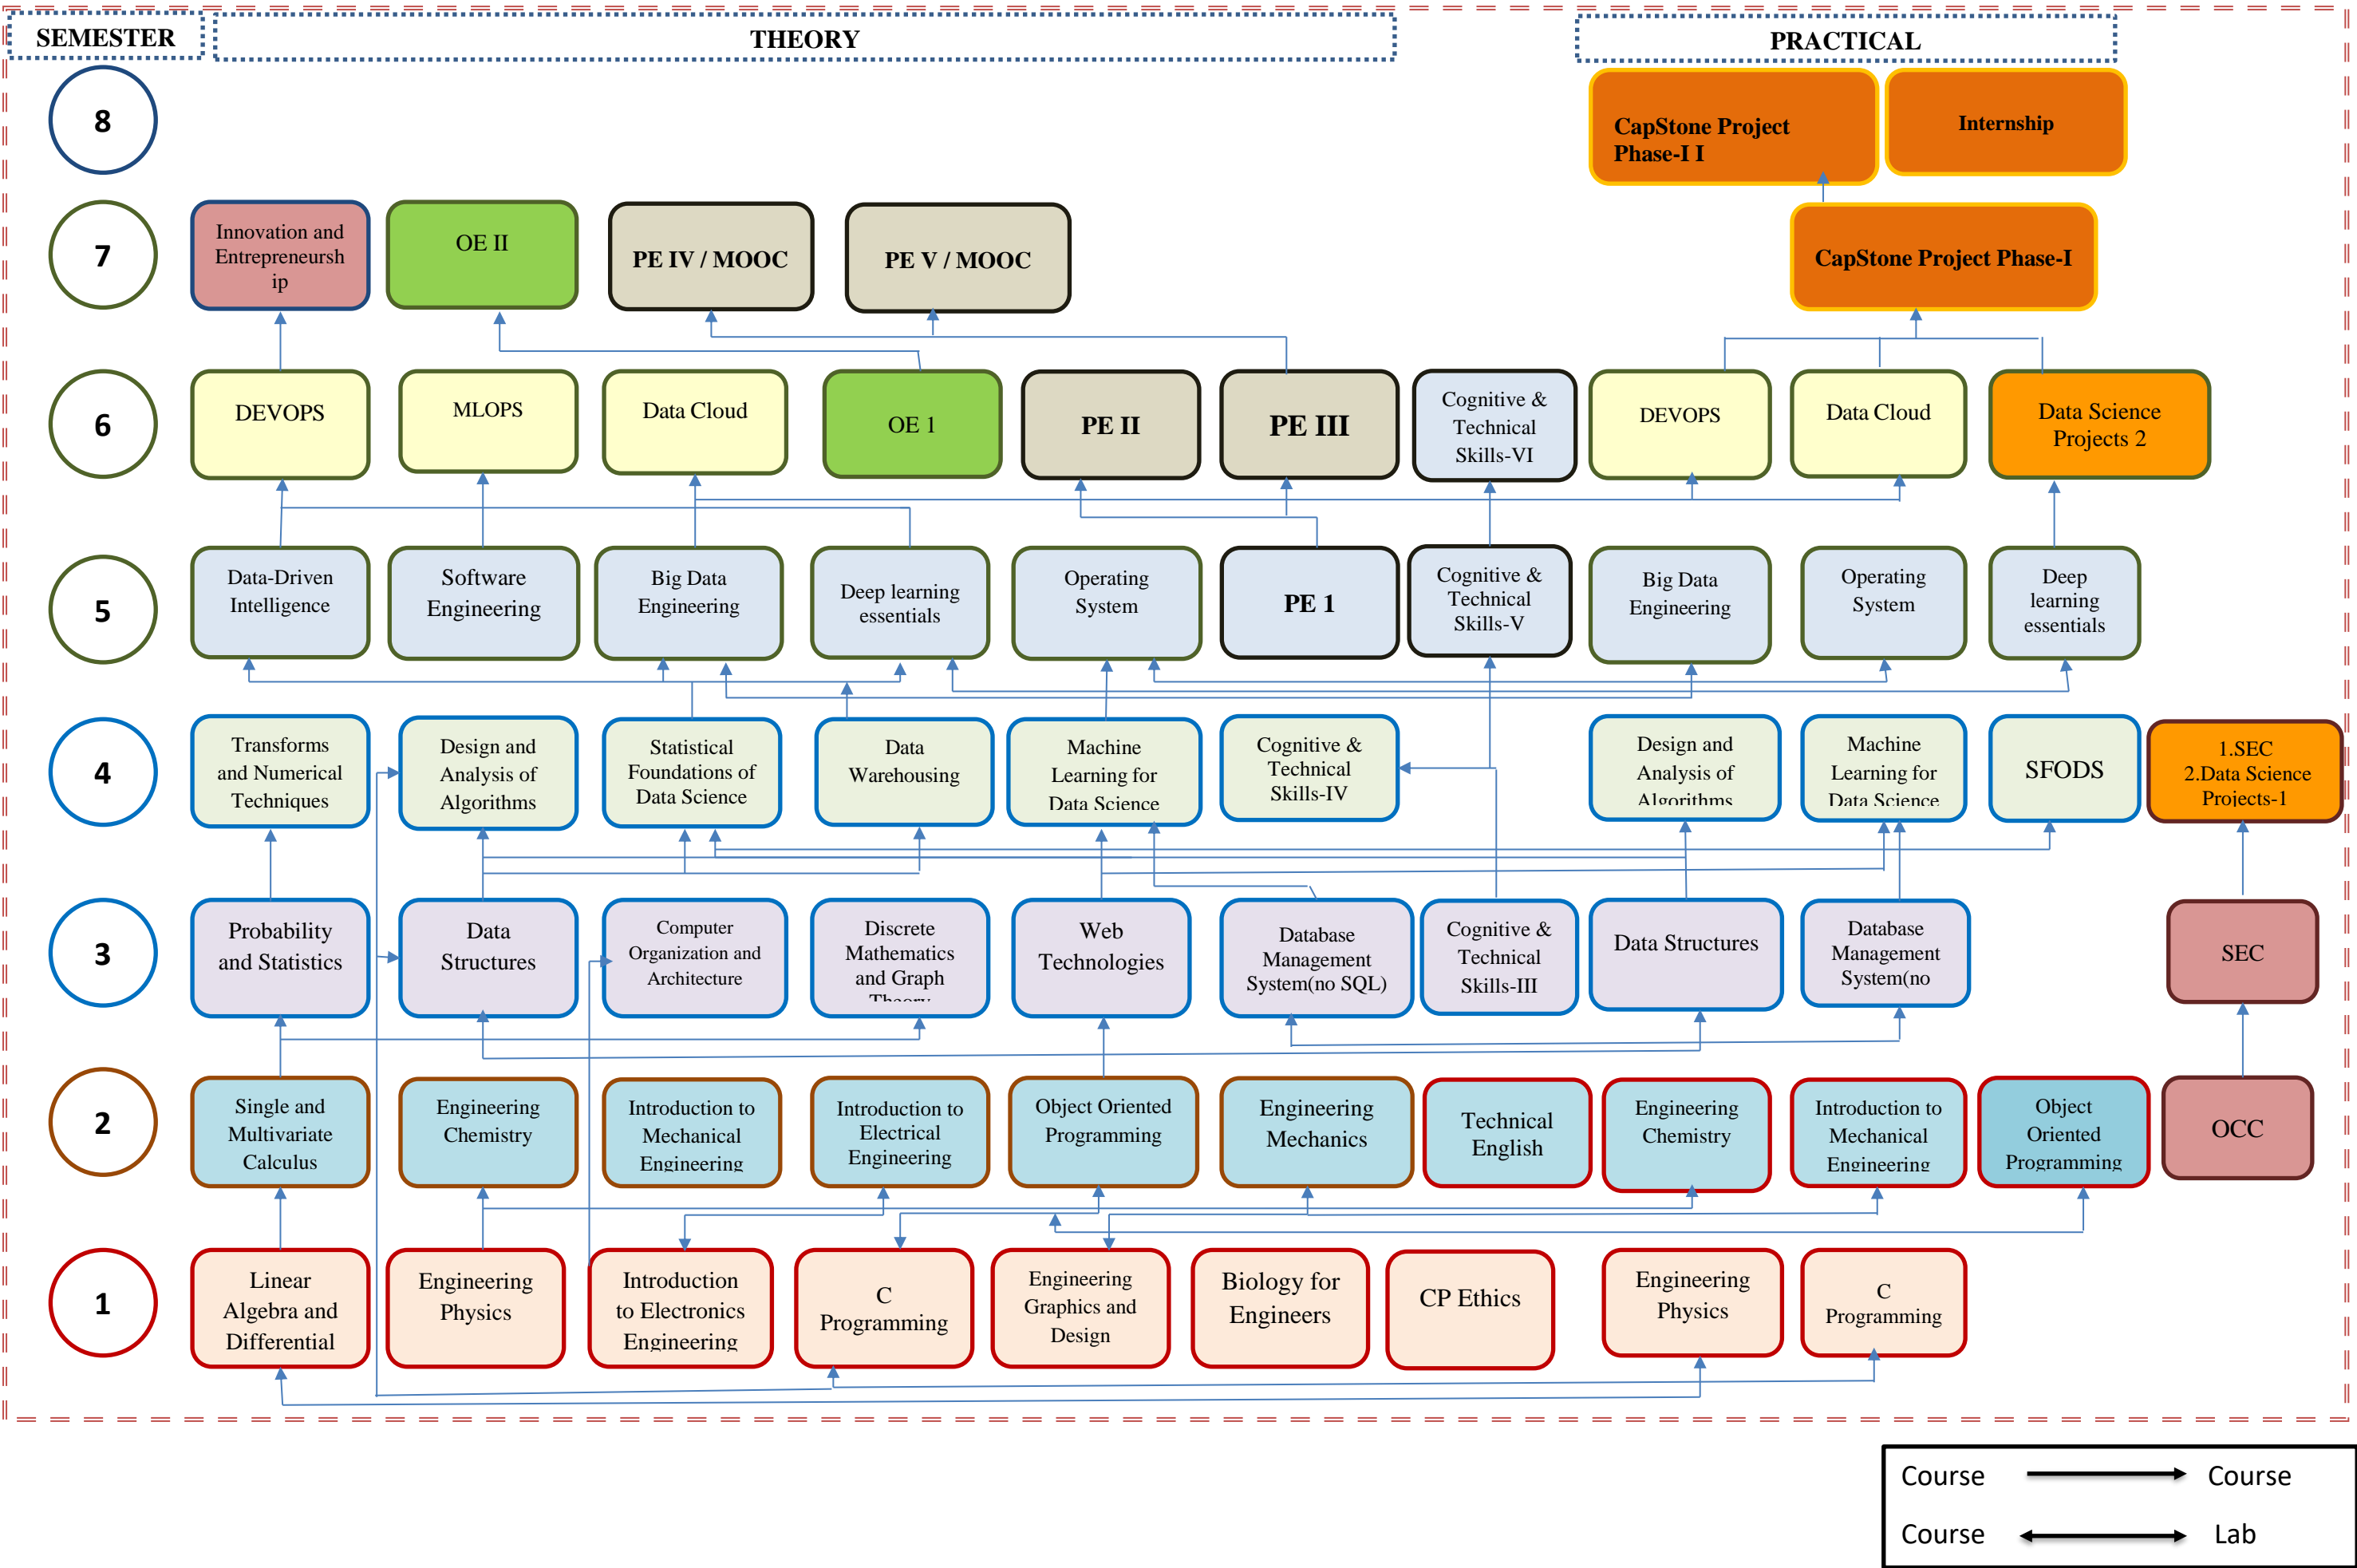 SEMESTER
THEORY
PRACTICAL
8
CapStone Project
Phase-I I
Internship
7
Innovation and
Entrepreneursh
ip
OE II
PE IV / MOOC
PE V / MOOC
CapStone Project Phase-I
6
DEVOPS
MLOPS
Data Cloud
OE 1
PE II
PE III
Cognitive &
Technical
Skills-VI
DEVOPS
Data Cloud
Data Science
Projects 2
5
Data-Driven
Intelligence
Software
Engineering
Big Data
Engineering
Deep learning
essentials
Operating
System
PE 1
Cognitive &
Technical
Skills-V
Big Data
Engineering
Operating
System
Deep
learning
essentials
4
Transforms
and Numerical
Techniques
Design and
Analysis of
Algorithms
Statistical
Foundations of
Data Science
Data
Warehousing
Machine
Learning for
Data Science
Cognitive &
Technical
Skills-IV
Design and
Analysis of
Algorithms
Machine
Learning for
Data Science
SFODS
1.SEC
2.Data Science
Projects-1
3
Probability
and Statistics
Data
Structures
Computer
Organization and
Architecture
Discrete
Mathematics
and Graph
Theory
Web
Technologies
Database
Management
System(no SQL)
Cognitive &
Technical
Skills-III
Data Structures
Database
Management
System(no
SEC
2
Single and
Multivariate
Calculus
Engineering
Chemistry
Introduction to
Mechanical
Engineering
Introduction to
Electrical
Engineering
Object Oriented
Programming
Engineering
Mechanics
Technical
English
Engineering
Chemistry
Introduction to
Mechanical
Engineering
Object
Oriented
Programming
OCC
1
Linear
Algebra and
Differential
Engineering
Physics
Introduction
to Electronics
Engineering
C
Programming
Engineering
Graphics and
Design
Biology for
Engineers
CP Ethics
Engineering
Physics
C
Programming
Course Course
Course Lab